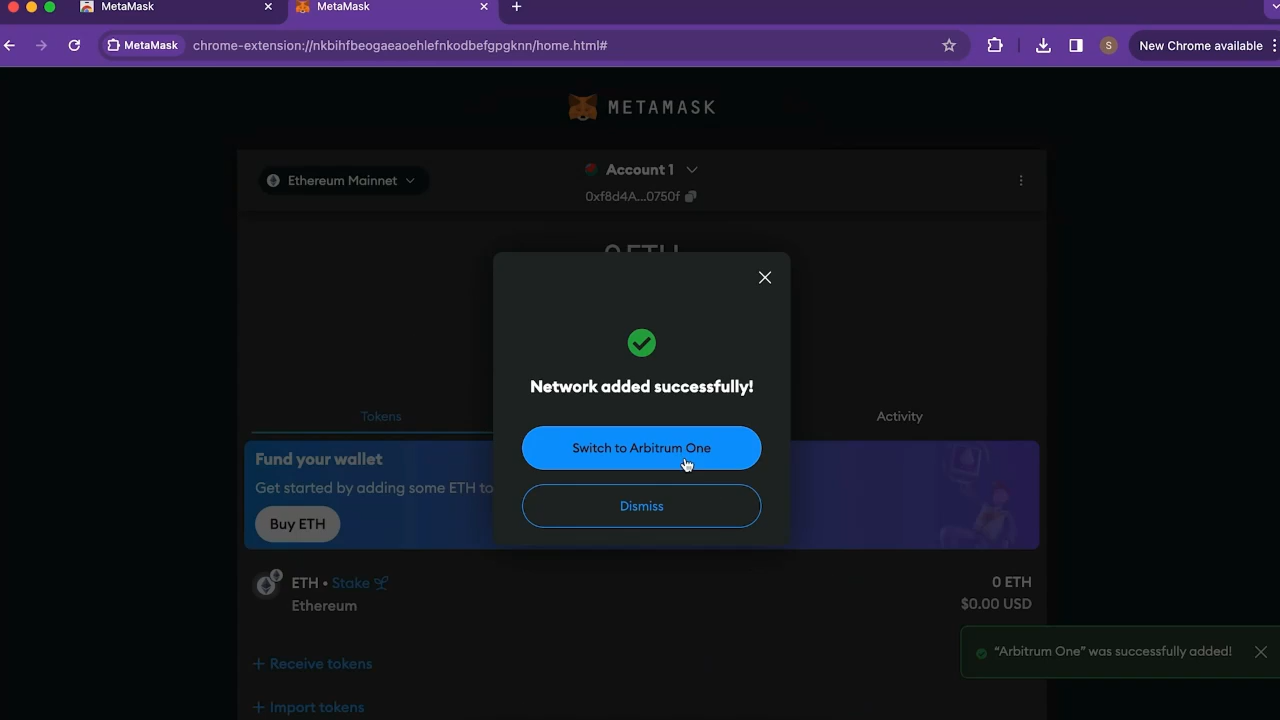 MetaMask
MetaMask
MetaMask
chrome-extension://nkbihfbeogaeaoehlefnkodbefgpgknn/home.html#
S
New Chrome available
METAMASK
Ethereum Mainnet
Account 1
0xf8d4A...0750f
0 ETH
Network added successfully!
Switch to Arbitrum One
Dismiss
Tokens
Activity
Fund your wallet
Get started by adding some ETH to
Buy ETH
ETH • Stake
0 ETH
Ethereum
$0.00 USD
"Arbitrum One" was successfully added!
+ Receive tokens
+ Import tokens